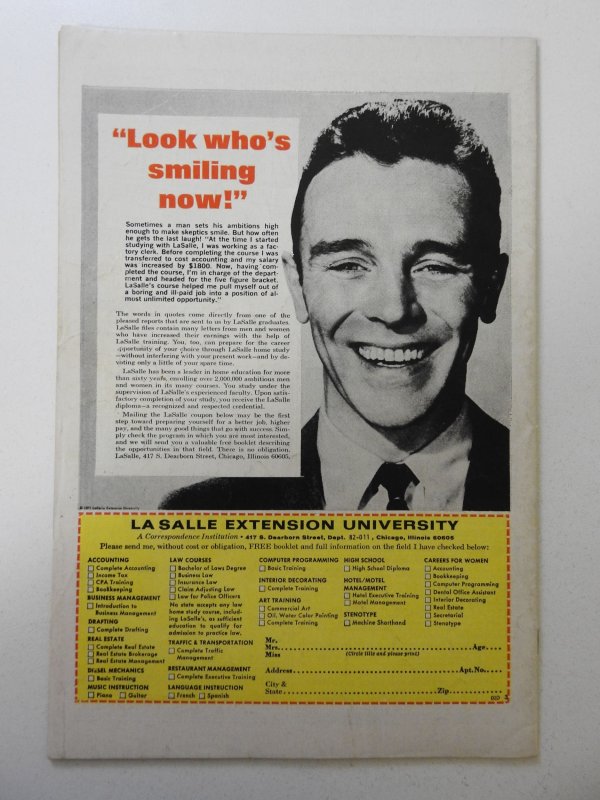 “Look who’s
smiling
now!”
Sometimes a man sets his ambitions high
enough to make skeptics smile. But how often
he gets the last laugh! “At the time I started
studying with LaSalle, I was working as a fac-
tory clerk. Before completing the course I was
transferred to cost accounting and my salary
was increased by $1800. Now, having com-
pleted the course, I’m in charge of the depart-
ment and headed for the five figure bracket.
LaSalle’s course helped me pull myself out of
a boring and ill-paid job into a position of al-
most unlimited opportunity.”
The words in quotes come directly from one of the
pleased reports that are sent to us by LaSalle graduates.
LaSalle files contain many letters from men and women
who have increased their earnings with the help of
LaSalle training. You, too, can prepare for the career
opportunity of your choice through LaSalle home study
—without interfering with your present work—and by de-
voting only a little of your spare time.
LaSalle has been a leader in home education for more
than sixty years, enrolling over 2,000,000 ambitious men
and women in its many courses. You study under the
supervision of LaSalle’s experienced faculty. Upon satis-
factory completion of your study, you receive the LaSalle
diploma—a recognized and respected credential.
Mailing the LaSalle coupon below may be the first
step toward preparing yourself for a better job, higher
pay, and the many good things that go with success. Sim-
ply check the program in which you are most interested,
and we will send you a valuable free booklet describing
the opportunities in that field. There is no obligation.
LaSalle, 417 S. Dearborn Street, Chicago, Illinois 60605.
© 1971 LaSalle Extension University
LA SALLE EXTENSION UNIVERSITY
A Correspondence Institution • 417 S. Dearborn Street, Dept. 82-011, Chicago, Illinois 60605
Please send me, without cost or obligation, FREE booklet and full information on the field I have checked below:
ACCOUNTING
Complete Accounting
Income Tax
CPA Training
Bookkeeping
BUSINESS MANAGEMENT
Introduction to
Business Management
DRAFTING
Complete Drafting
REAL ESTATE
Complete Real Estate
Real Estate Brokerage
Real Estate Management
DIESEL MECHANICS
Basic Training
MUSIC INSTRUCTION
Piano Guitar
LAW COURSES
Bachelor of Laws Degree
Business Law
Insurance Law
Claim Adjusting Law
Law for Police Officers
No state accepts any law
home study course, includ-
ing LaSalle’s, as sufficient
education to qualify for
admission to practice law.
TRAFFIC & TRANSPORTATION
Complete Traffic
Management
RESTAURANT MANAGEMENT
Complete Executive Training
LANGUAGE INSTRUCTION
French Spanish
COMPUTER PROGRAMMING
Basic Training
INTERIOR DECORATING
Complete Training
ART TRAINING
Commercial Art
Oil, Water Color Painting
Complete Training
HIGH SCHOOL
High School Diploma
HOTEL/MOTEL
MANAGEMENT
Hotel Executive Training
Motel Management
STENOTYPE
Machine Shorthand
CAREERS FOR WOMEN
Accounting
Bookkeeping
Computer Programming
Dental Office Assistant
Interior Decorating
Real Estate
Secretarial
Stenotype
Mr.
Mrs. Age
Miss (Circle title and please print)
Address Apt. No.
City &
State Zip